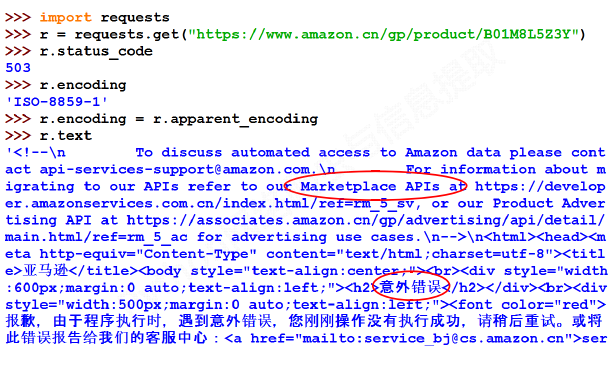 >>> import requests
>>> r = requests.get("https://www.amazon.cn/gp/product/B01M8L5Z3Y")
>>> r.status_code
503
>>> r.encoding
'ISO-8859-1'
>>> r.encoding = r.apparent_encoding
>>> r.text
'<!--\n        To discuss automated access to Amazon data please cont
act api-services-support@amazon.com.\n        For information about m
igrating to our APIs refer to our Marketplace APIs at https://develop
er.amazonservices.com.cn/index.html/ref=rm_5_sv, or our Product Adver
tising API at https://associates.amazon.cn/gp/advertising/api/detail/
main.html/ref=rm_5_ac for advertising use cases.\n-->\n<html><head><m
eta http-equiv="Content-Type" content="text/html;charset=utf-8"><titl
e>亚马逊</title><body style="text-align:center;"><br><div style="width
:600px;margin:0 auto;text-align:left;"><h2>意外错误</h2></div><br><div
style="width:500px;margin:0 auto;text-align:left;"><font color="red">
报歉，由于程序执行时，遇到意外错误，您刚刚操作没有执行成功，请稍后重试。或将
此错误报告给我们的客服中心：<a href="mailto:service_bj@cs.amazon.cn">ser
信息提取